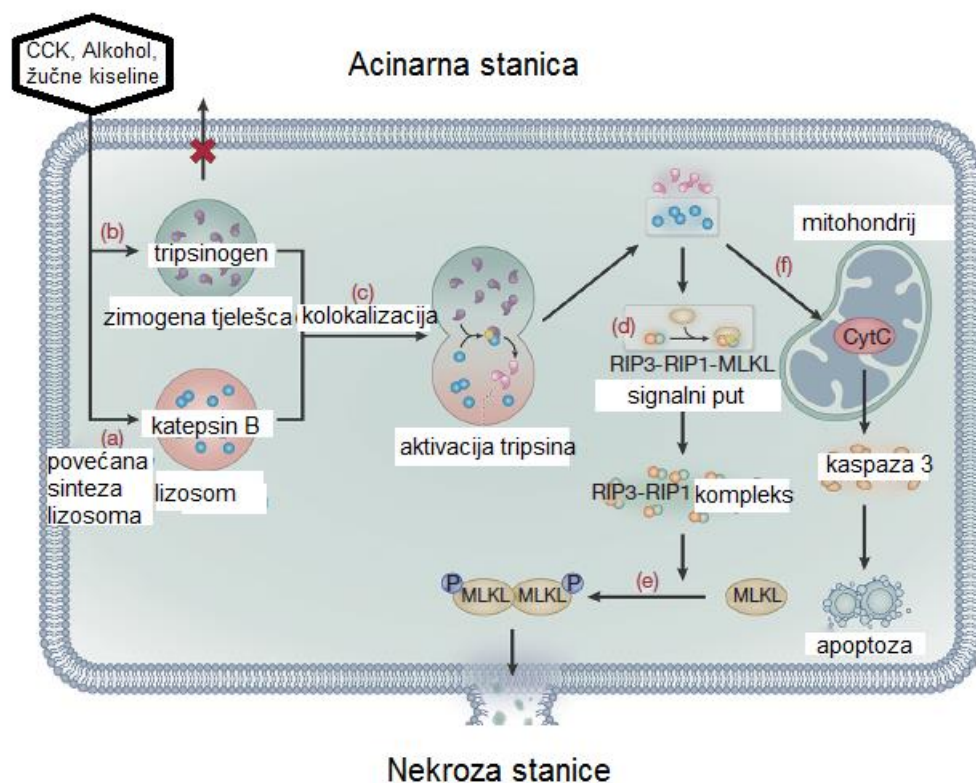 CCK, Alkohol,
žučne kiseline
Acinarna stanica
(b)
tripsinogen
zimogena tjelešca
(c)
kolokalizacija
(a)
katepsin B
povećana
sinteza
lizosoma
lizosom
aktivacija tripsina
(d)
RIP3-RIP1-MLKL
signalni put
RIP3-RIP1 kompleks
(e)
P
MLKL MLKL
P
MLKL
(f)
mitohondrij
CytC
kaspaza 3
apoptoza
Nekroza stanice